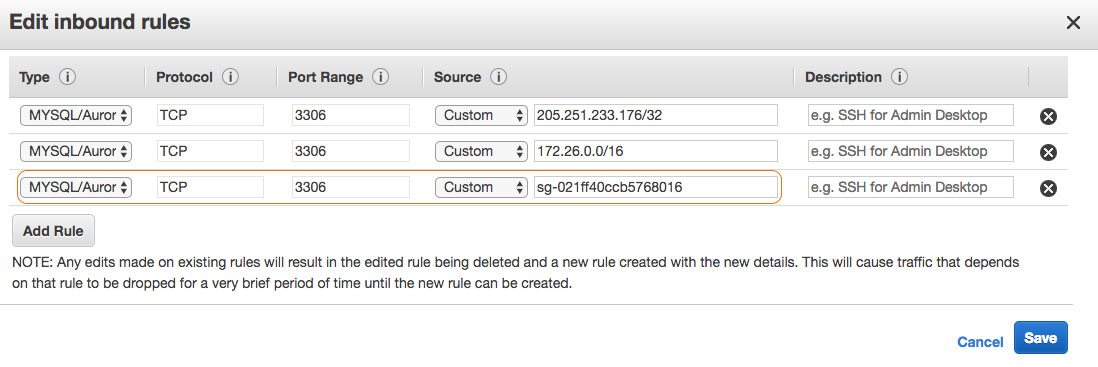 Edit inbound rules
Type Protocol Port Range Source Description
MYSQL/Auror TCP 3306 Custom 205.251.233.176/32 e.g. SSH for Admin Desktop
MYSQL/Auror TCP 3306 Custom 172.26.0.0/16 e.g. SSH for Admin Desktop
MYSQL/Auror TCP 3306 Custom sg-021ff40ccb5768016 e.g. SSH for Admin Desktop
Add Rule
NOTE: Any edits made on existing rules will result in the edited rule being deleted and a new rule created with the new details. This will cause traffic that depends
on that rule to be dropped for a very brief period of time until the new rule can be created.
Cancel Save